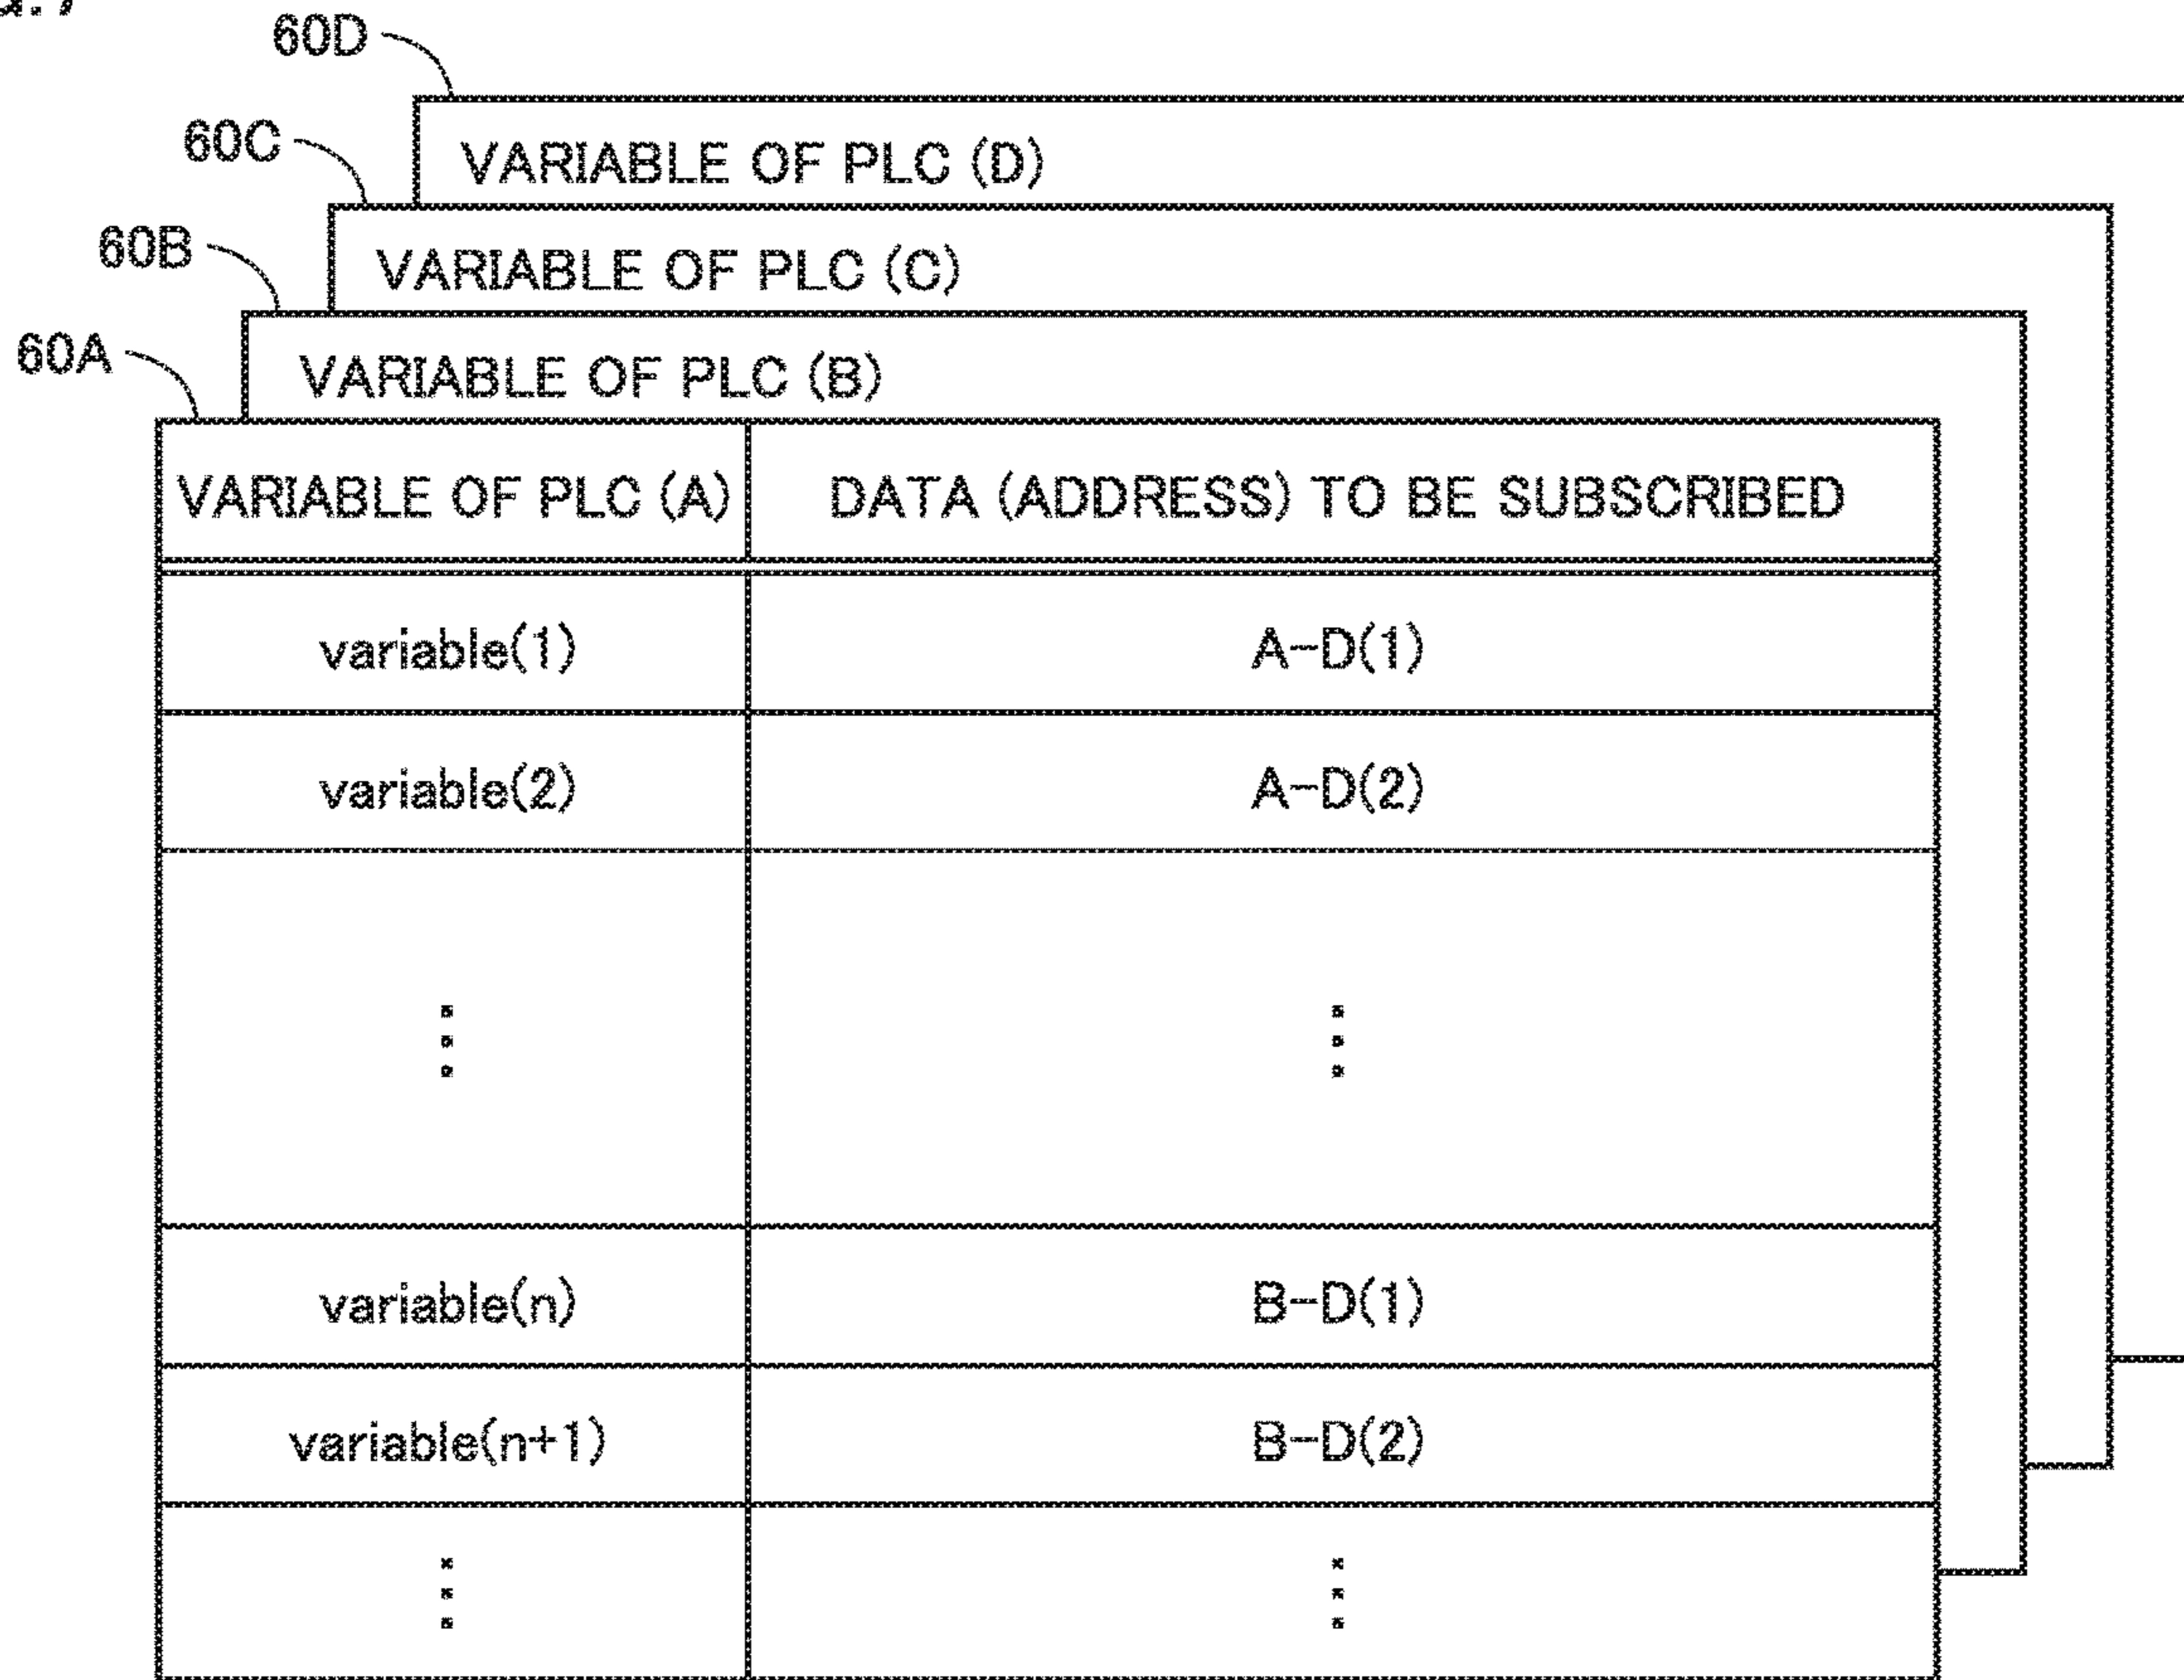 60D
VARIABLE OF PLC (D)
60C
VARIABLE OF PLC (C)
60B
VARIABLE OF PLC (B)
60A
VARIABLE OF PLC (A) DATA (ADDRESS) TO BE SUBSCRIBED
variable(1) A-D(1)
variable(2) A-D(2)
variable(n) B-D(1)
variable(n+1) B-D(2)